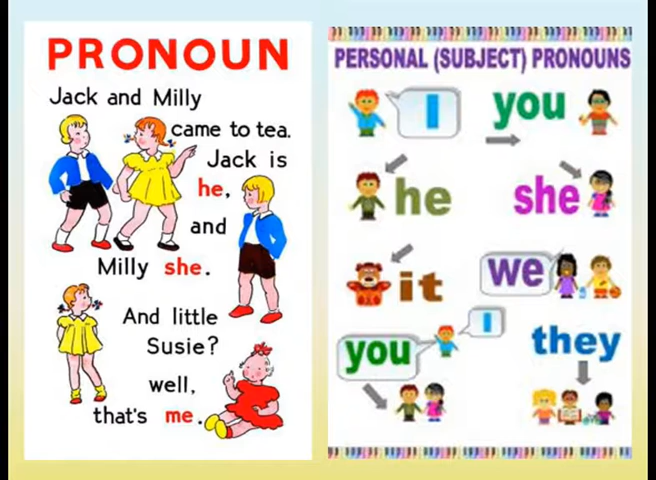 PRONOUN
Jack and Milly
came to tea.
Jack is
he,
and
Milly she.
And little
Susie?
well,
that's me.
PERSONAL (SUBJECT) PRONOUNS
I
you
he
she
it
we
you
I
they